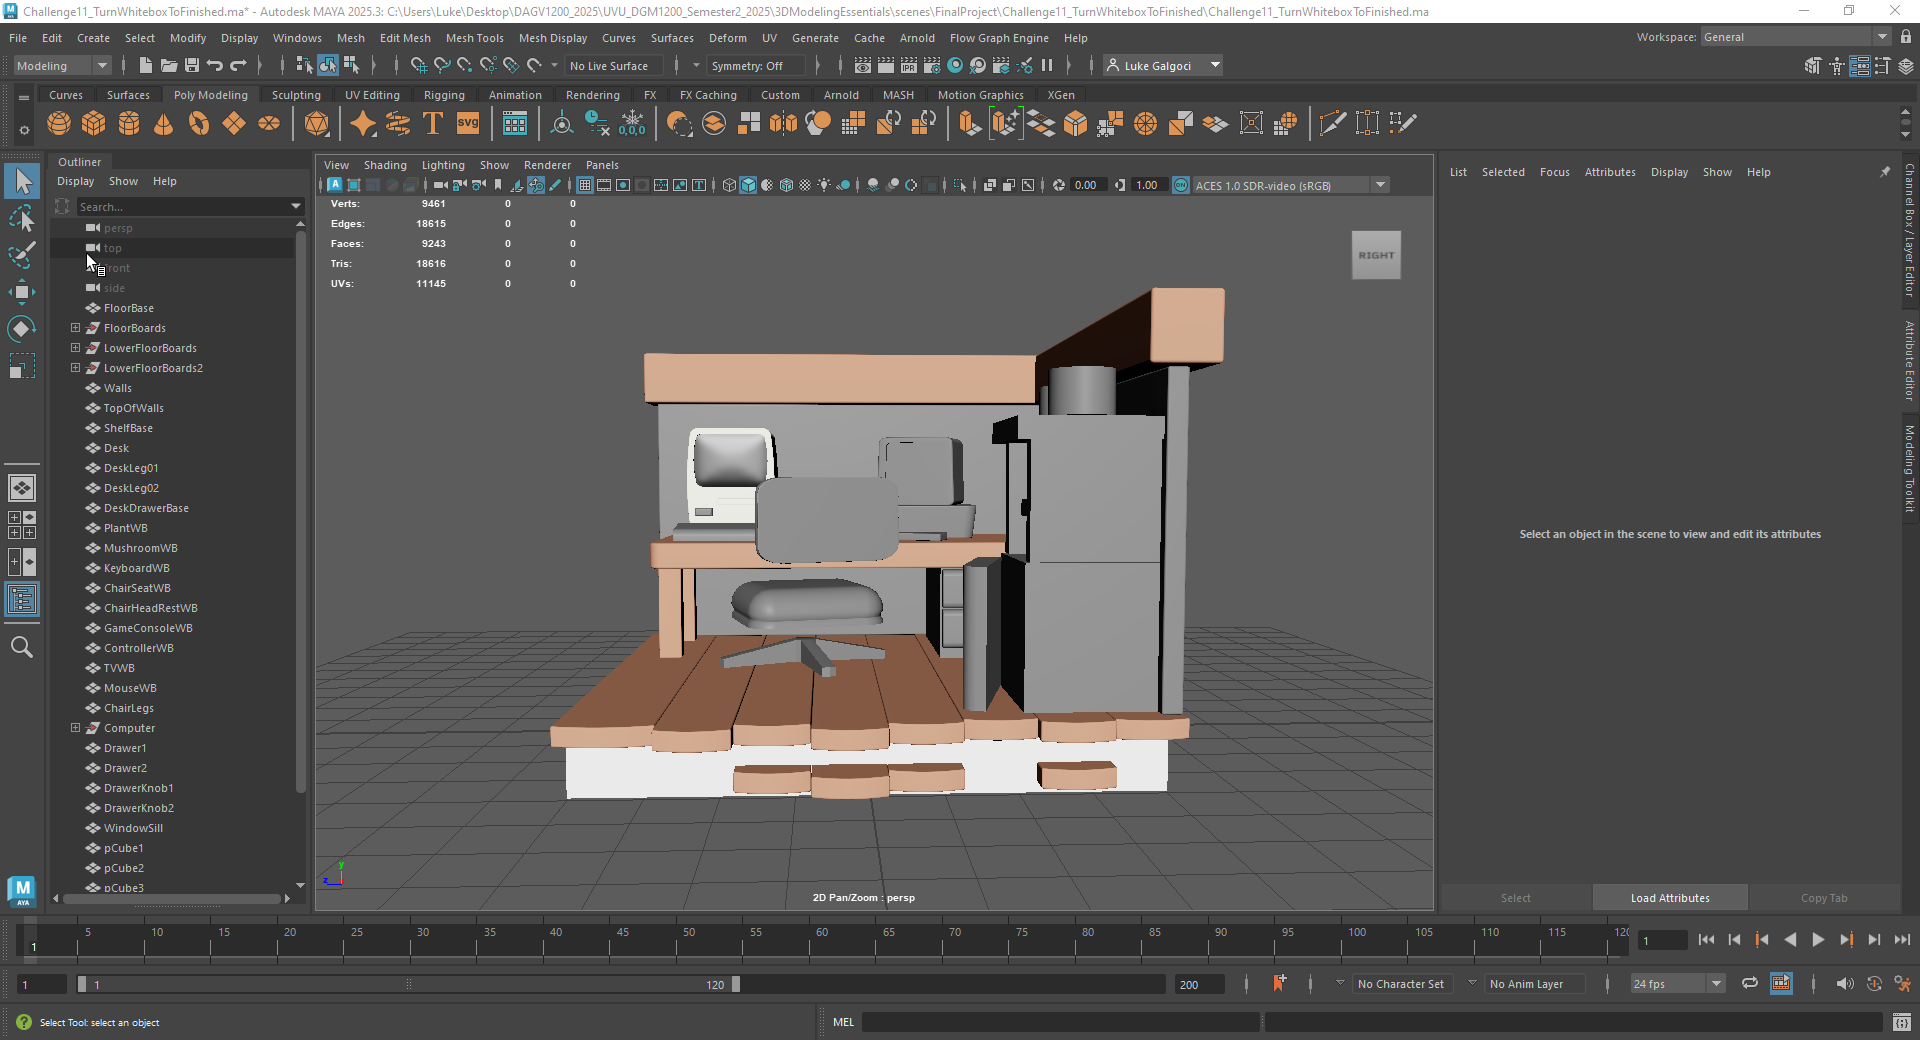 Challenge11_TurnWhiteboxToFinished.ma* - Autodesk MAYA 2025.3: C:\Users\Luke\Desktop\DAGV1200_2025\UVU_DGM1200_Semester2_2025\3DModelingEssentials\scenes\FinalProject\Challenge11_TurnWhiteboxToFinished\Challenge11_TurnWhiteboxToFinished.ma
File Edit Create Select Modify Display Windows Mesh Edit Mesh Mesh Tools Mesh Display Curves Surfaces Deform UV Generate Cache Arnold Flow Graph Engine Help
Workspace: General
Modeling
No Live Surface
Symmetry: Off
Luke Galgoci
Curves Surfaces Poly Modeling Sculpting UV Editing Rigging Animation Rendering FX FX Caching Custom Arnold MASH Motion Graphics XGen
Outliner
Display Show Help
Search...
persp
top
front
side
FloorBase
FloorBoards
LowerFloorBoards
LowerFloorBoards2
Walls
TopOfWalls
ShelfBase
Desk
DeskLeg01
DeskLeg02
DeskDrawerBase
PlantWB
MushroomWB
KeyboardWB
ChairSeatWB
ChairHeadRestWB
GameConsoleWB
ControllerWB
TVWB
MouseWB
ChairLegs
Computer
Drawer1
Drawer2
DrawerKnob1
DrawerKnob2
WindowSill
pCube1
pCube2
pCube3
View Shading Lighting Show Renderer Panels
0.00
1.00
ACES 1.0 SDR-video (sRGB)
Verts: 9461 0 0
Edges: 18615 0 0
Faces: 9243 0 0
Tris: 18616 0 0
UVs: 11145 0 0
RIGHT
y
z
2D Pan/Zoom : persp
List Selected Focus Attributes Display Show Help
Select an object in the scene to view and edit its attributes
Select
Load Attributes
Copy Tab
Channel Box / Layer Editor
Attribute Editor
Modeling Toolkit
1 5 10 15 20 25 30 35 40 45 50 55 60 65 70 75 80 85 90 95 100 105 110 115 120
1
1
1
120
200
No Character Set
No Anim Layer
24 fps
Select Tool: select an object
MEL